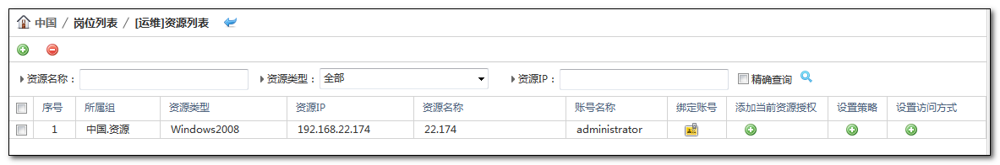 中国 / 岗位列表 / [运维]资源列表
资源名称： 资源类型： 全部 资源IP： 精确查询
序号 所属组 资源类型 资源IP 资源名称 账号名称 绑定账号 添加当前资源授权 设置策略 设置访问方式
1 中国.资源 Windows2008 192.168.22.174 22.174 administrator